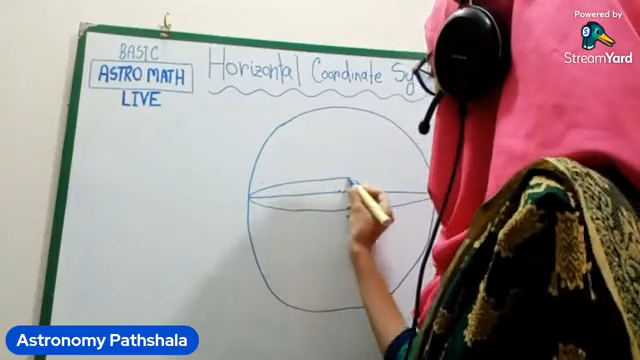 BASIC
ASTRO MATH
LIVE
Horizontal Coordinate Sy
Powered by
StreamYard
Astronomy Pathshala